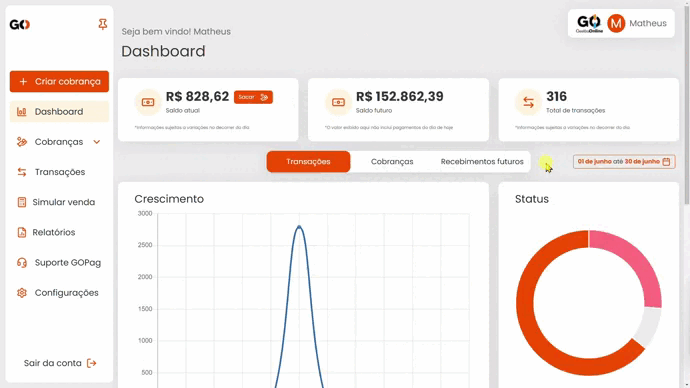 GO
Criar cobrança
Dashboard
Cobranças
Transações
Simular venda
Relatórios
Suporte GOPag
Configurações
Sair da conta
Seja bem vindo! Matheus
Dashboard
GO
GestãoOnline
M
Matheus
R$ 828,62
Sacar
Saldo atual
*Informações sujeitas a variações no decorrer do dia
R$ 152.862,39
Saldo futuro
*O valor exibido aqui não inclui pagamentos do dia de hoje
316
Total de transações
*Informações sujeitas a variações no decorrer do dia
Transações
Cobranças
Recebimentos futuros
01 de junho até 30 de junho
Crescimento
3000
2500
2000
1500
1000
500
Status